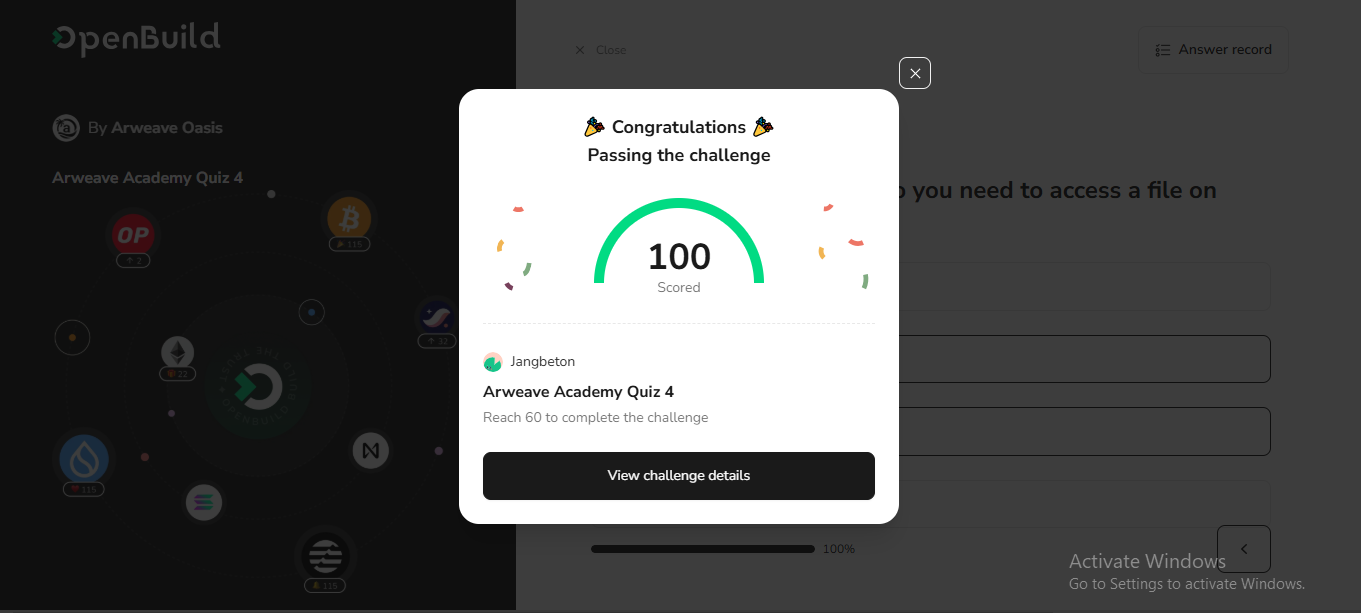 OpenBuild
By Arweave Oasis
Arweave Academy Quiz 4
OP
2
115
33
22
115
115
Close
Answer record
you need to access a file on
Congratulations
Passing the challenge
100
Scored
Jangbeton
Arweave Academy Quiz 4
Reach 60 to complete the challenge
View challenge details
100%
Activate Windows
Go to Settings to activate Windows.